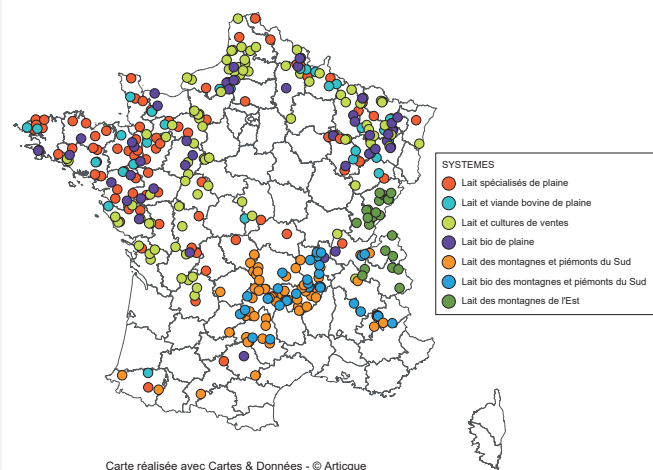 SYSTEMES
Lait spécialisés de plaine
Lait et viande bovine de plaine
Lait et cultures de ventes
Lait bio de plaine
Lait des montagnes et piémonts du Sud
Lait bio des montagnes et piémonts du Sud
Lait des montagnes de l'Est
Carte réalisée avec Cartes & Données - © Articque